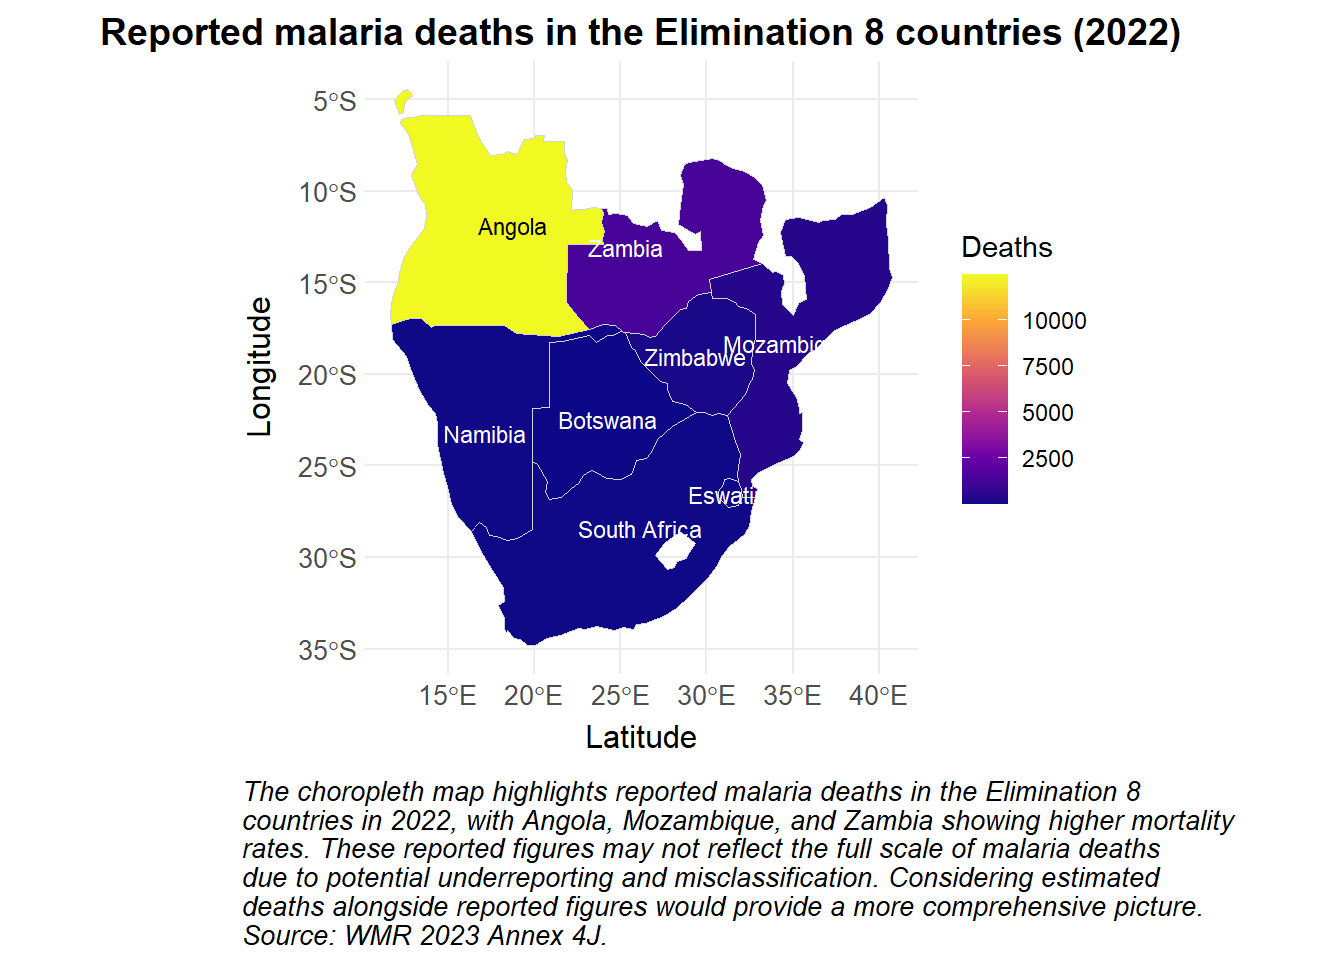 Reported malaria deaths in the Elimination 8 countries (2022)
5°S
10°S
15°S
20°S
25°S
30°S
35°S
Longitude
Angola
Zambia
Mozambiq
Zimbabwe
Botswana
Namibia
Eswati
South Africa
15°E
20°E
25°E
30°E
35°E
40°E
Latitude
Deaths
10000
7500
5000
2500
The choropleth map highlights reported malaria deaths in the Elimination 8
countries in 2022, with Angola, Mozambique, and Zambia showing higher mortality
rates. These reported figures may not reflect the full scale of malaria deaths
due to potential underreporting and misclassification. Considering estimated
deaths alongside reported figures would provide a more comprehensive picture.
Source: WMR 2023 Annex 4J.